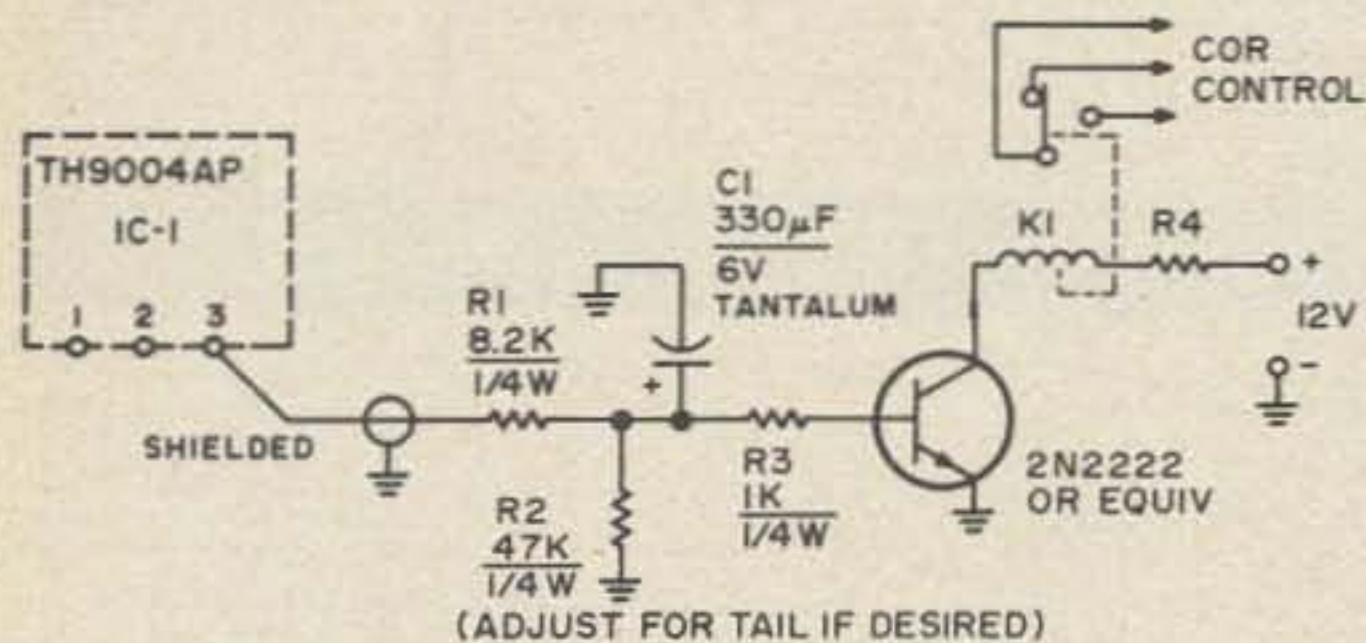 COR
CONTROL
TH9004AP
IC-1
1 2 3
SHIELDED
R1
8.2K
1/4W
C1
330µF
6V
TANTALUM
+
R2
47K
1/4W
(ADJUST FOR TAIL IF DESIRED)
R3
1K
1/4W
2N2222
OR EQUIV
K1
R4
+
12V
-